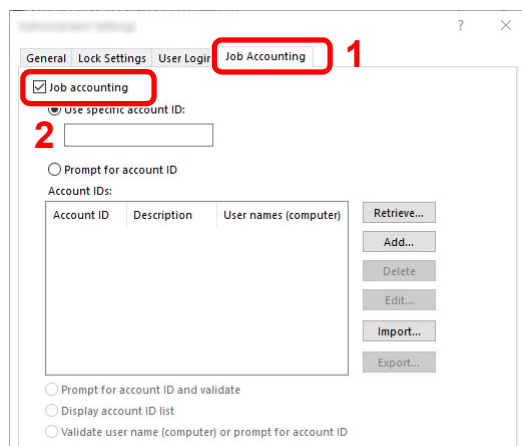 ?
General Lock Settings User Login Job Accounting 1
Job accounting
Use specific account ID:
2
Prompt for account ID
Account IDs:
Account ID Description User names (computer) Retrieve...
Add...
Delete
Edit...
Import...
Export...
Prompt for account ID and validate
Display account ID list
Validate user name (computer) or prompt for account ID